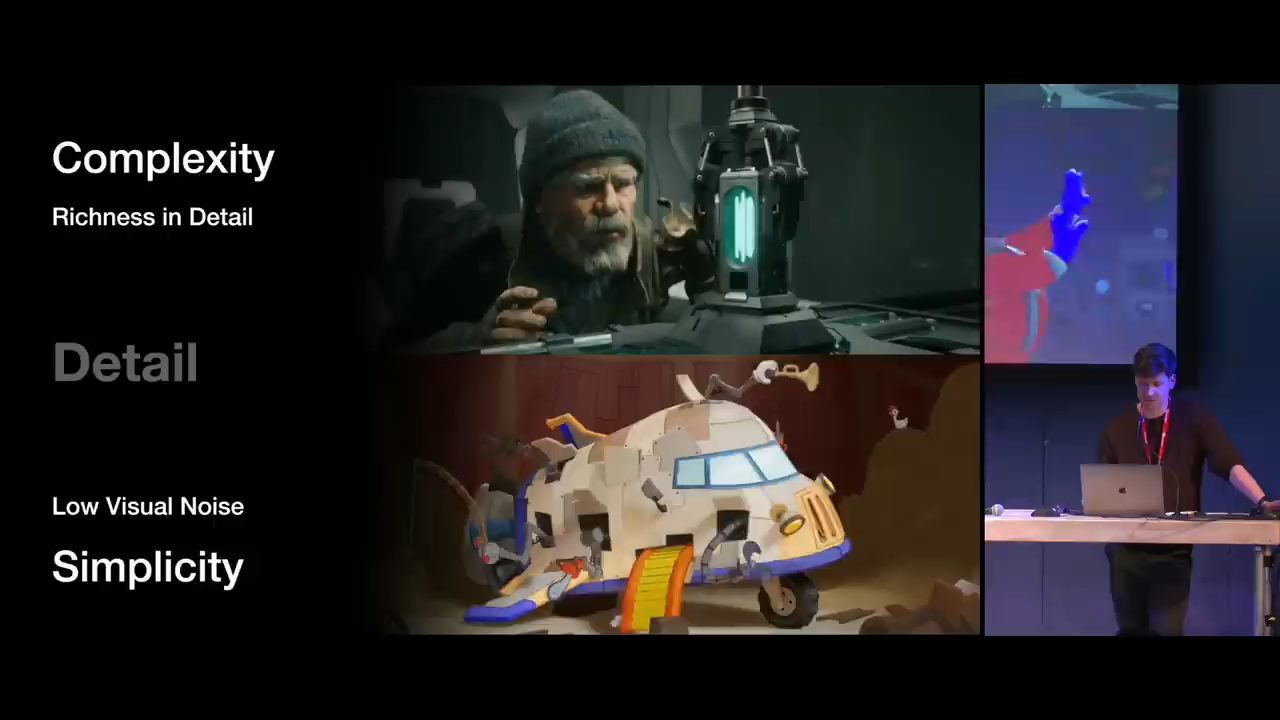 Complexity
Richness in Detail
Detail
Low Visual Noise
Simplicity